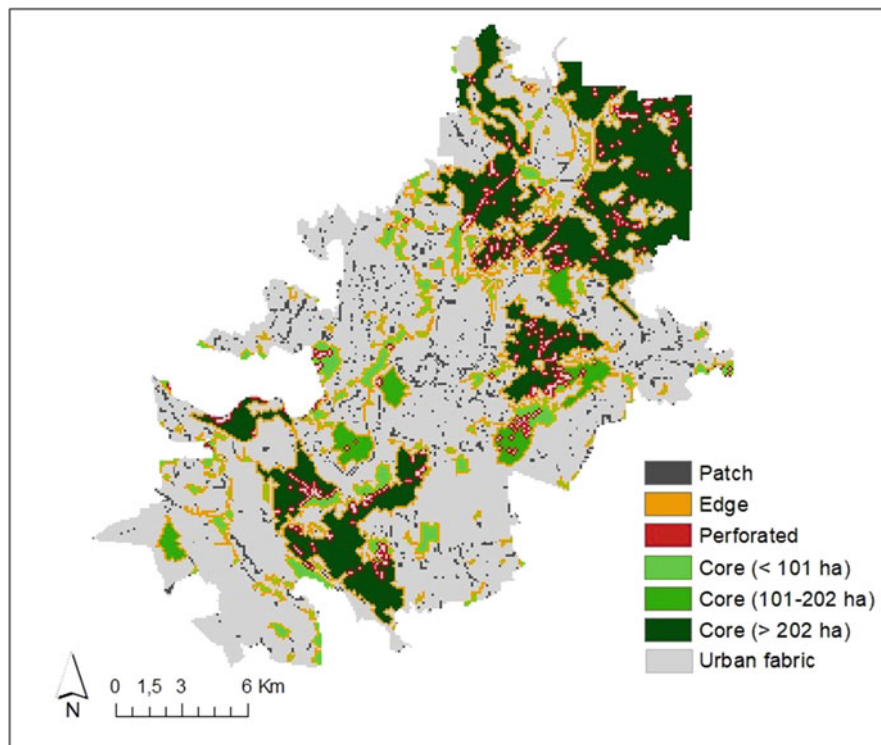 Patch
Edge
Perforated
Core (< 101 ha)
Core (101-202 ha)
Core (> 202 ha)
Urban fabric
0 1,5 3 6 Km
N